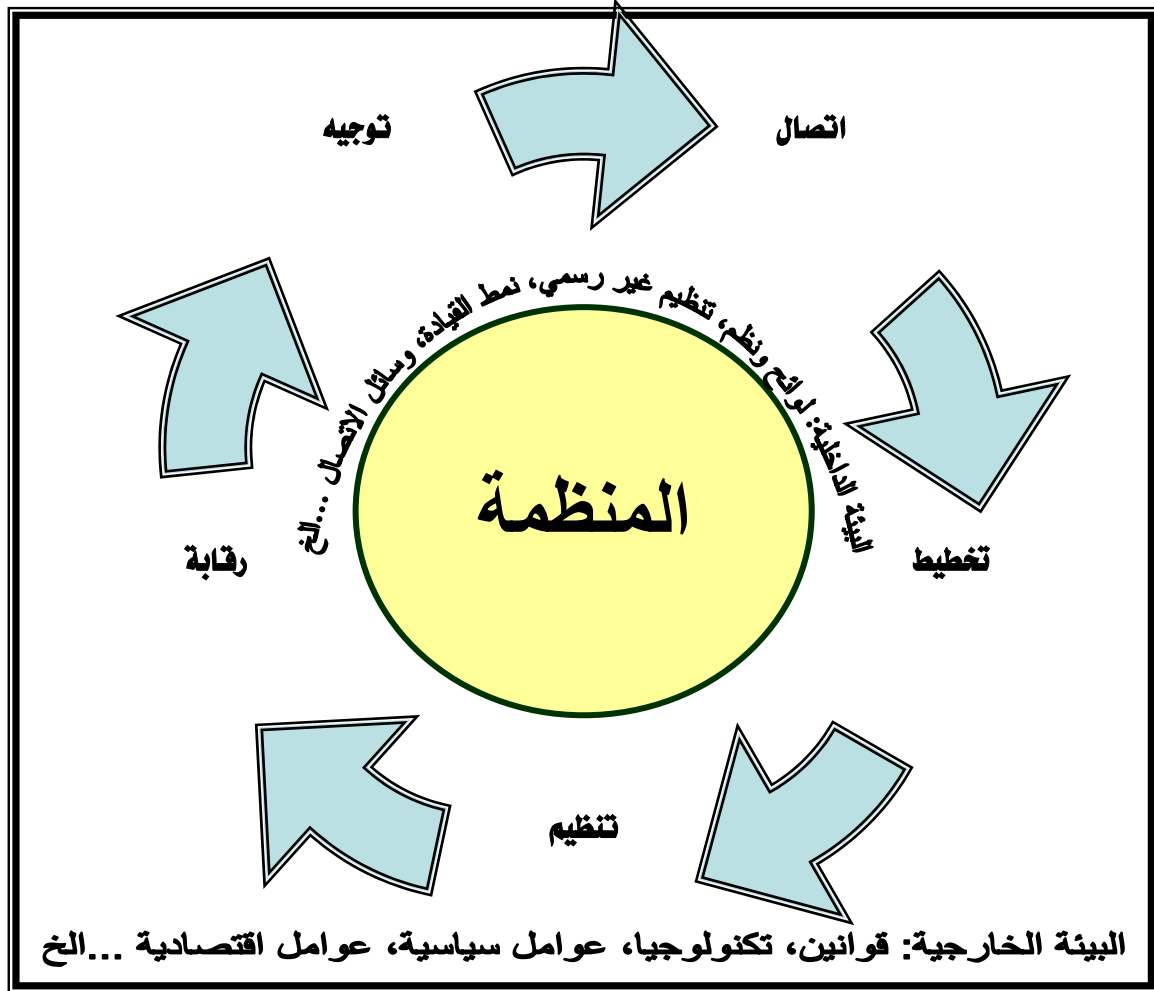 اتصال
توجيه
البيئة الداخلية: لوائح ونظم، تنظيم غير رسمي، نمط القيادة، وسائل الاتصال ...الخ
المنظمة
تخطيط
رقابة
تنظيم
البيئة الخارجية: قوانين، تكنولوجيا، عوامل سياسية، عوامل اقتصادية ...الخ